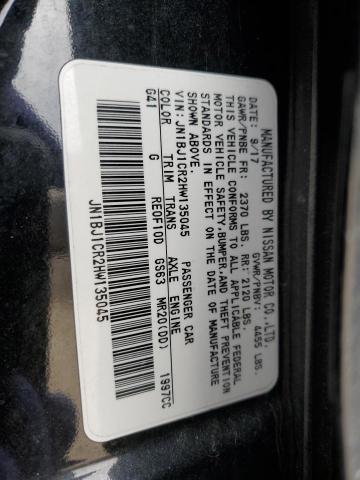 MANUFACTURED BY NISSAN MOTOR CO.,LTD.
DATE: 9/17 GVWR/PNBV: 4455 LBS.
GAWR/PNBE FR: 2370 LBS. RR: 2120 LBS.
THIS VEHICLE CONFORMS TO ALL APPLICABLE FEDERAL
MOTOR VEHICLE SAFETY,BUMPER,AND THEFT PREVENTION
STANDARDS IN EFFECT ON THE DATE OF MANUFACTURE
SHOWN ABOVE.
VIN:JN1BJ1CR2HW135045 PASSENGER CAR
COLOR TRIM TRANS AXLE ENGINE
G41 G RE0F10D GS63 MR20(DD) 1997CC
JN1BJ1CR2HW135045